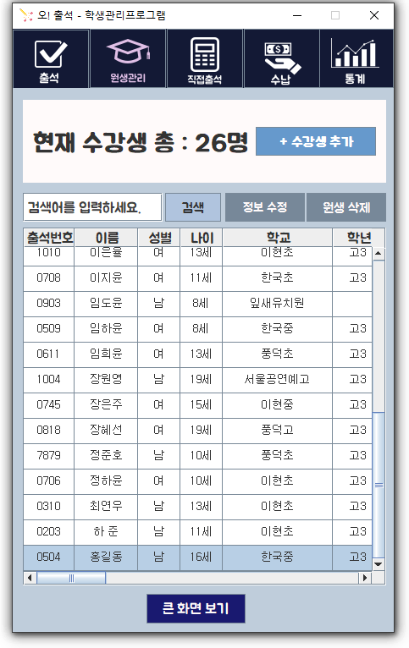 오! 출석 - 학생관리프로그램
출석 원생관리 직접출석 수납 통계
현재 수강생 총 : 26명 + 수강생 추가
검색어를 입력하세요. 검색 정보 수정 원생 삭제
출석번호 이름 성별 나이 학교 학년
1010 이은율 여 13세 이현초 고3
0708 이지윤 여 11세 한국초 고3
0903 임도윤 남 8세 잎새유치원
0509 임하윤 여 8세 한국중 고3
0611 임희윤 여 13세 풍덕초 고3
1004 장원영 남 19세 서울공연예고 고3
0745 장은주 여 15세 이현중 고3
0818 장혜선 여 19세 풍덕고 고3
7879 정준호 남 10세 풍덕초 고3
0706 정하윤 여 10세 이현초 고3
0310 최연우 남 13세 이현초 고3
0203 하 준 남 11세 이현초 고3
0504 홍길동 남 16세 한국중 고3
큰 화면 보기